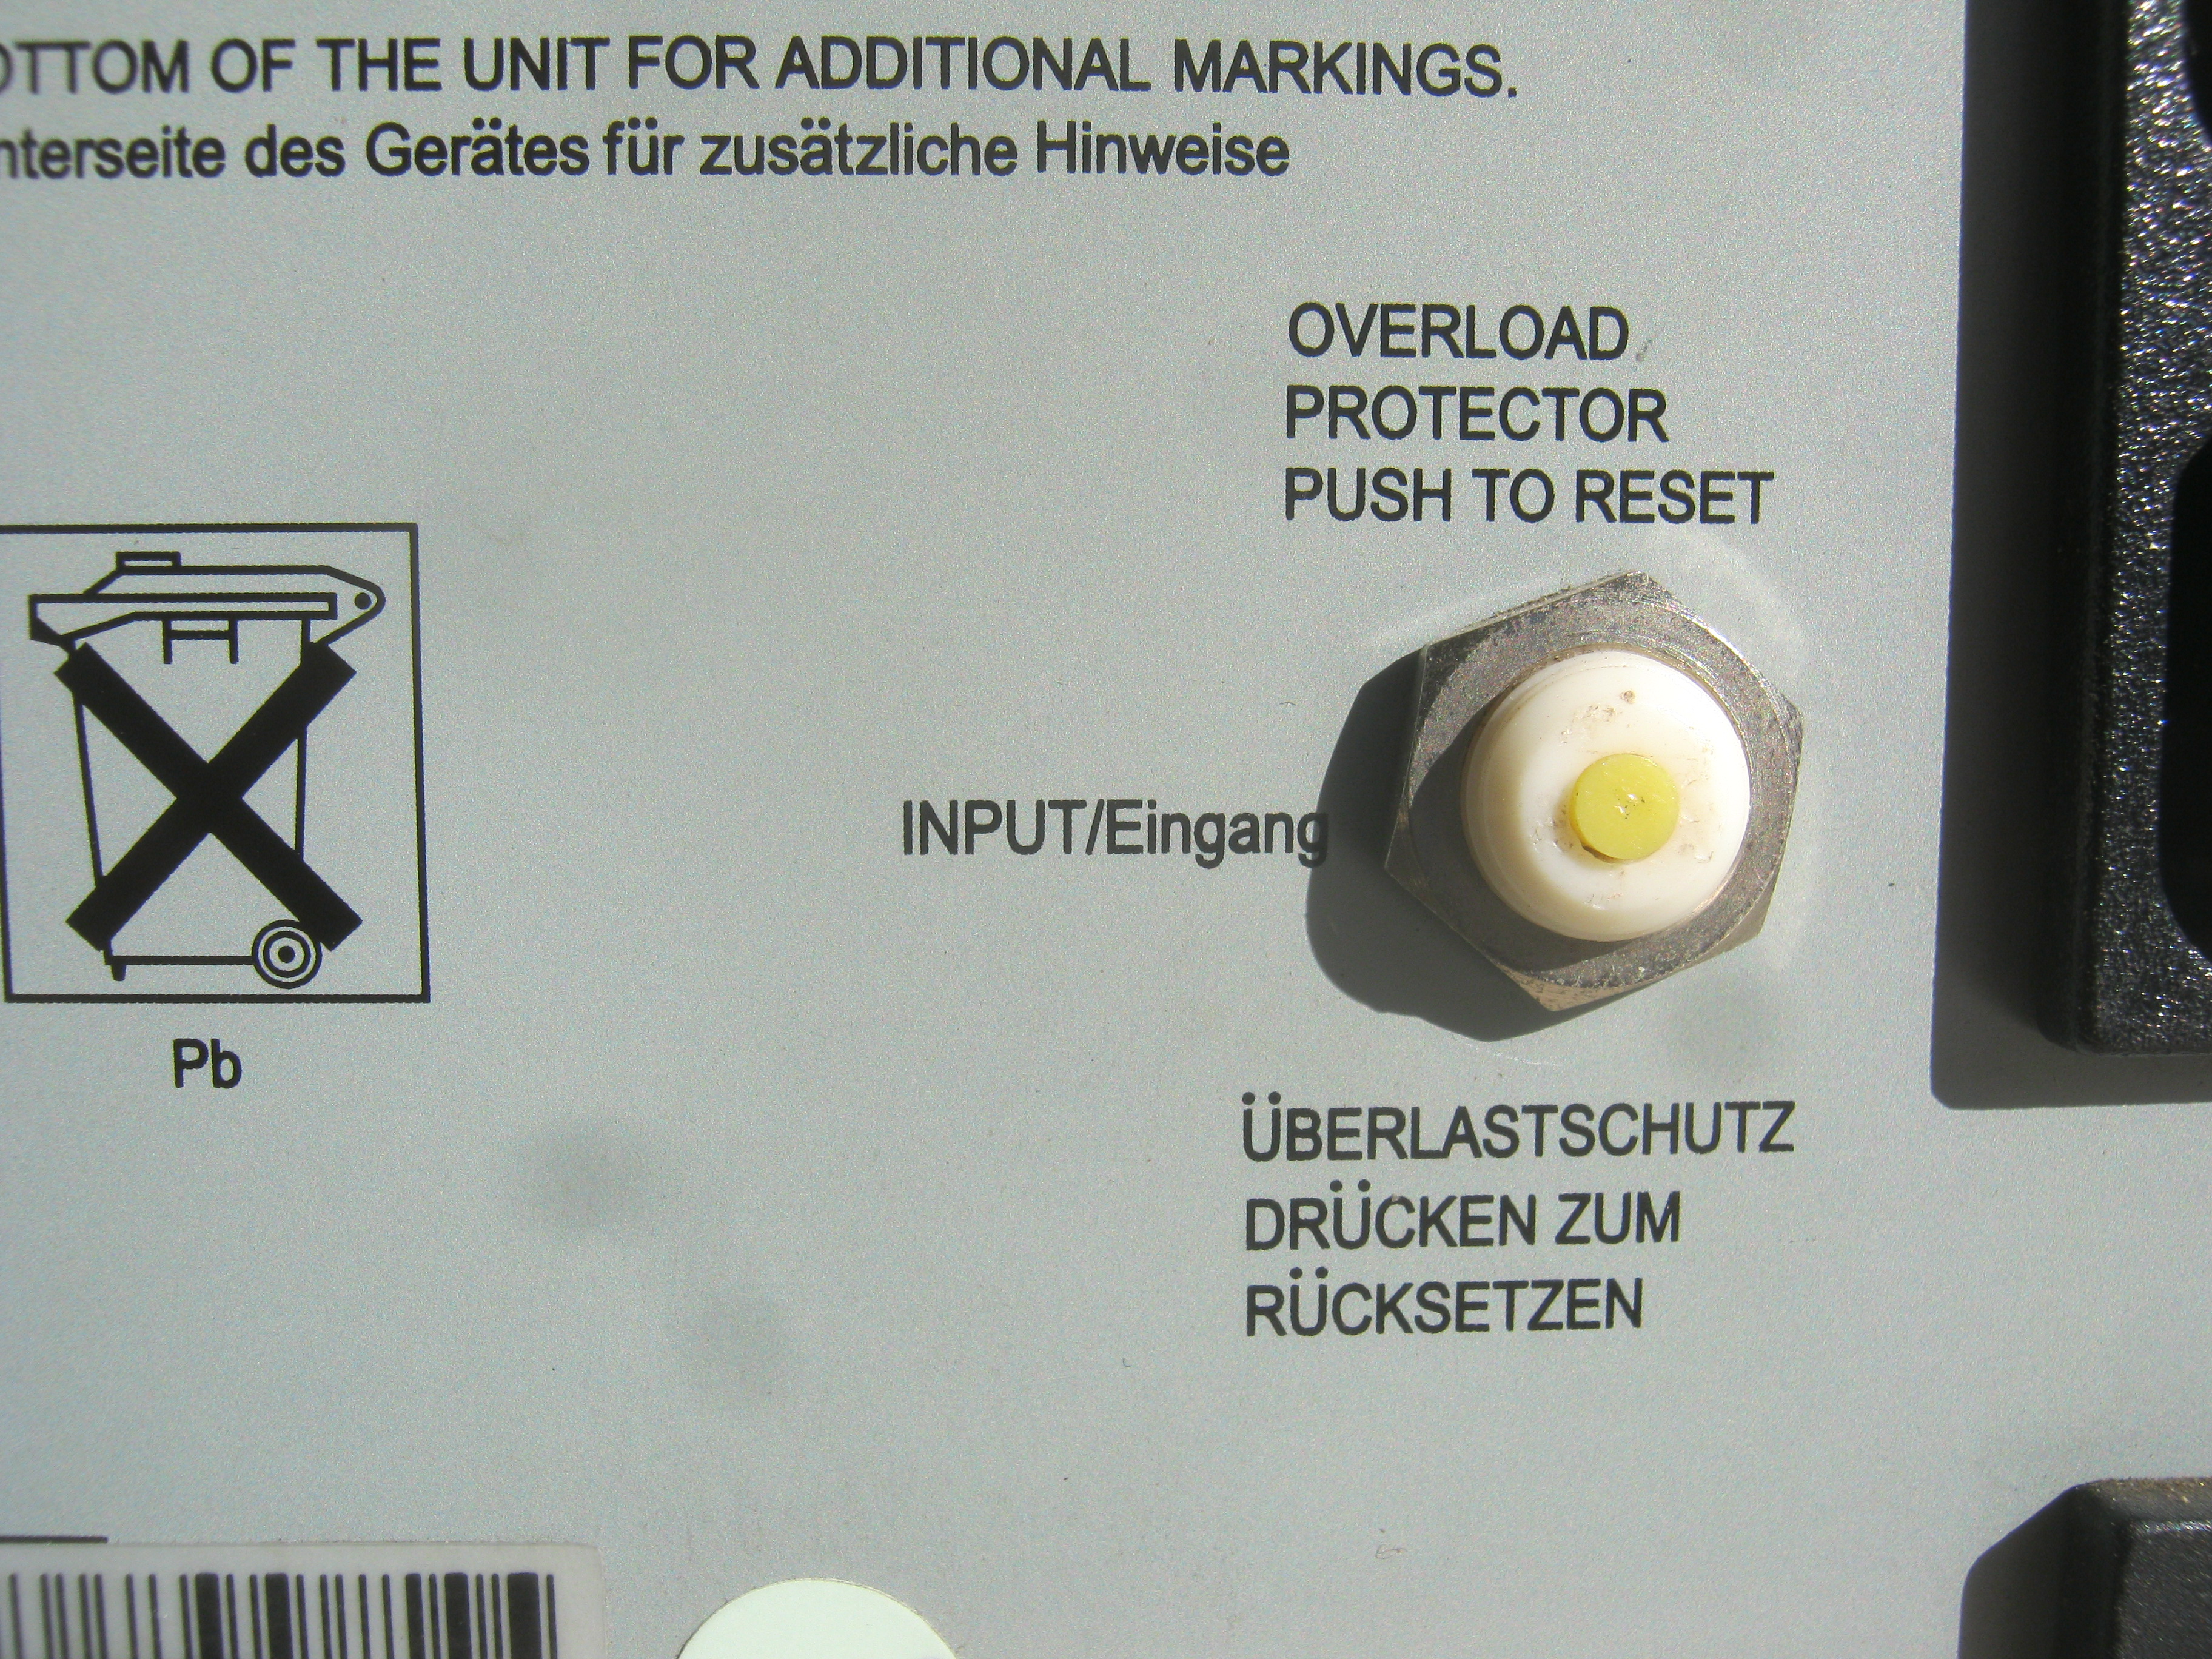 OTTOM OF THE UNIT FOR ADDITIONAL MARKINGS.
nterseite des Gerätes für zusätzliche Hinweise
OVERLOAD
PROTECTOR
PUSH TO RESET
INPUT/Eingang
Pb
ÜBERLASTSCHUTZ
DRÜCKEN ZUM
RÜCKSETZEN